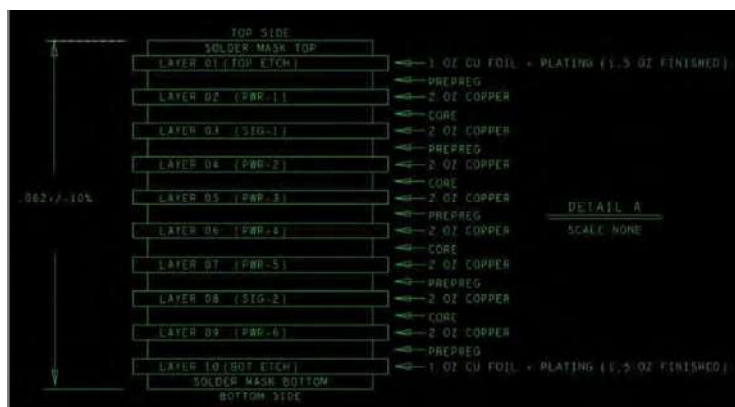 TOP SIDE
SOLDER MASK TOP
LAYER 01 (TOP ETCH) 1 OZ CU FOIL + PLATING (1.5 OZ FINISHED)
PREPREG
LAYER 02 (PWR-1) 2 OZ COPPER
CORE
LAYER 03 (SIG-1) 2 OZ COPPER
PREPREG
LAYER 04 (PWR-2) 2 OZ COPPER
CORE
.062+/-10% LAYER 05 (PWR-3) 2 OZ COPPER
DETAIL A
PREPREG
LAYER 06 (PWR-4) 2 OZ COPPER
SCALE NONE
CORE
LAYER 07 (PWR-5) 2 OZ COPPER
PREPREG
LAYER 08 (SIG-2) 2 OZ COPPER
CORE
LAYER 09 (PWR-6) 2 OZ COPPER
PREPREG
LAYER 10 (BOT ETCH) 1 OZ CU FOIL + PLATING (1.5 OZ FINISHED)
SOLDER MASK BOTTOM
BOTTOM SIDE